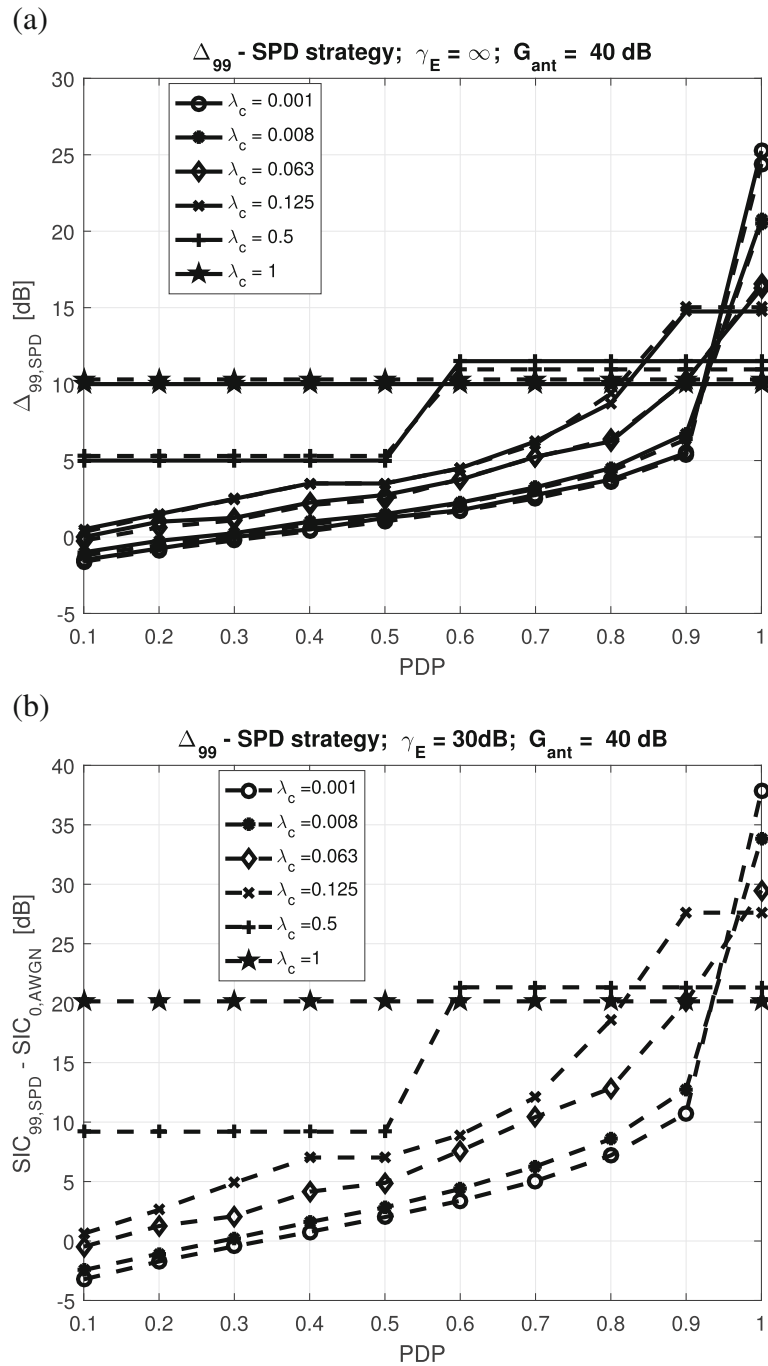 (a)
Δ99 - SPD strategy; γE = ∞; Gant = 40 dB
Δ99,SPD [dB]
30
25
20
15
10
5
0
-5
λc = 0.001
λc = 0.008
λc = 0.063
λc = 0.125
λc = 0.5
λc = 1
0.1 0.2 0.3 0.4 0.5 0.6 0.7 0.8 0.9 1
PDP
(b)
Δ99 - SPD strategy; γE = 30dB; Gant = 40 dB
SIC99,SPD - SIC0,AWGN [dB]
40
35
30
25
20
15
10
5
0
-5
λc =0.001
λc =0.008
λc =0.063
λc =0.125
λc =0.5
λc =1
0.1 0.2 0.3 0.4 0.5 0.6 0.7 0.8 0.9 1
PDP